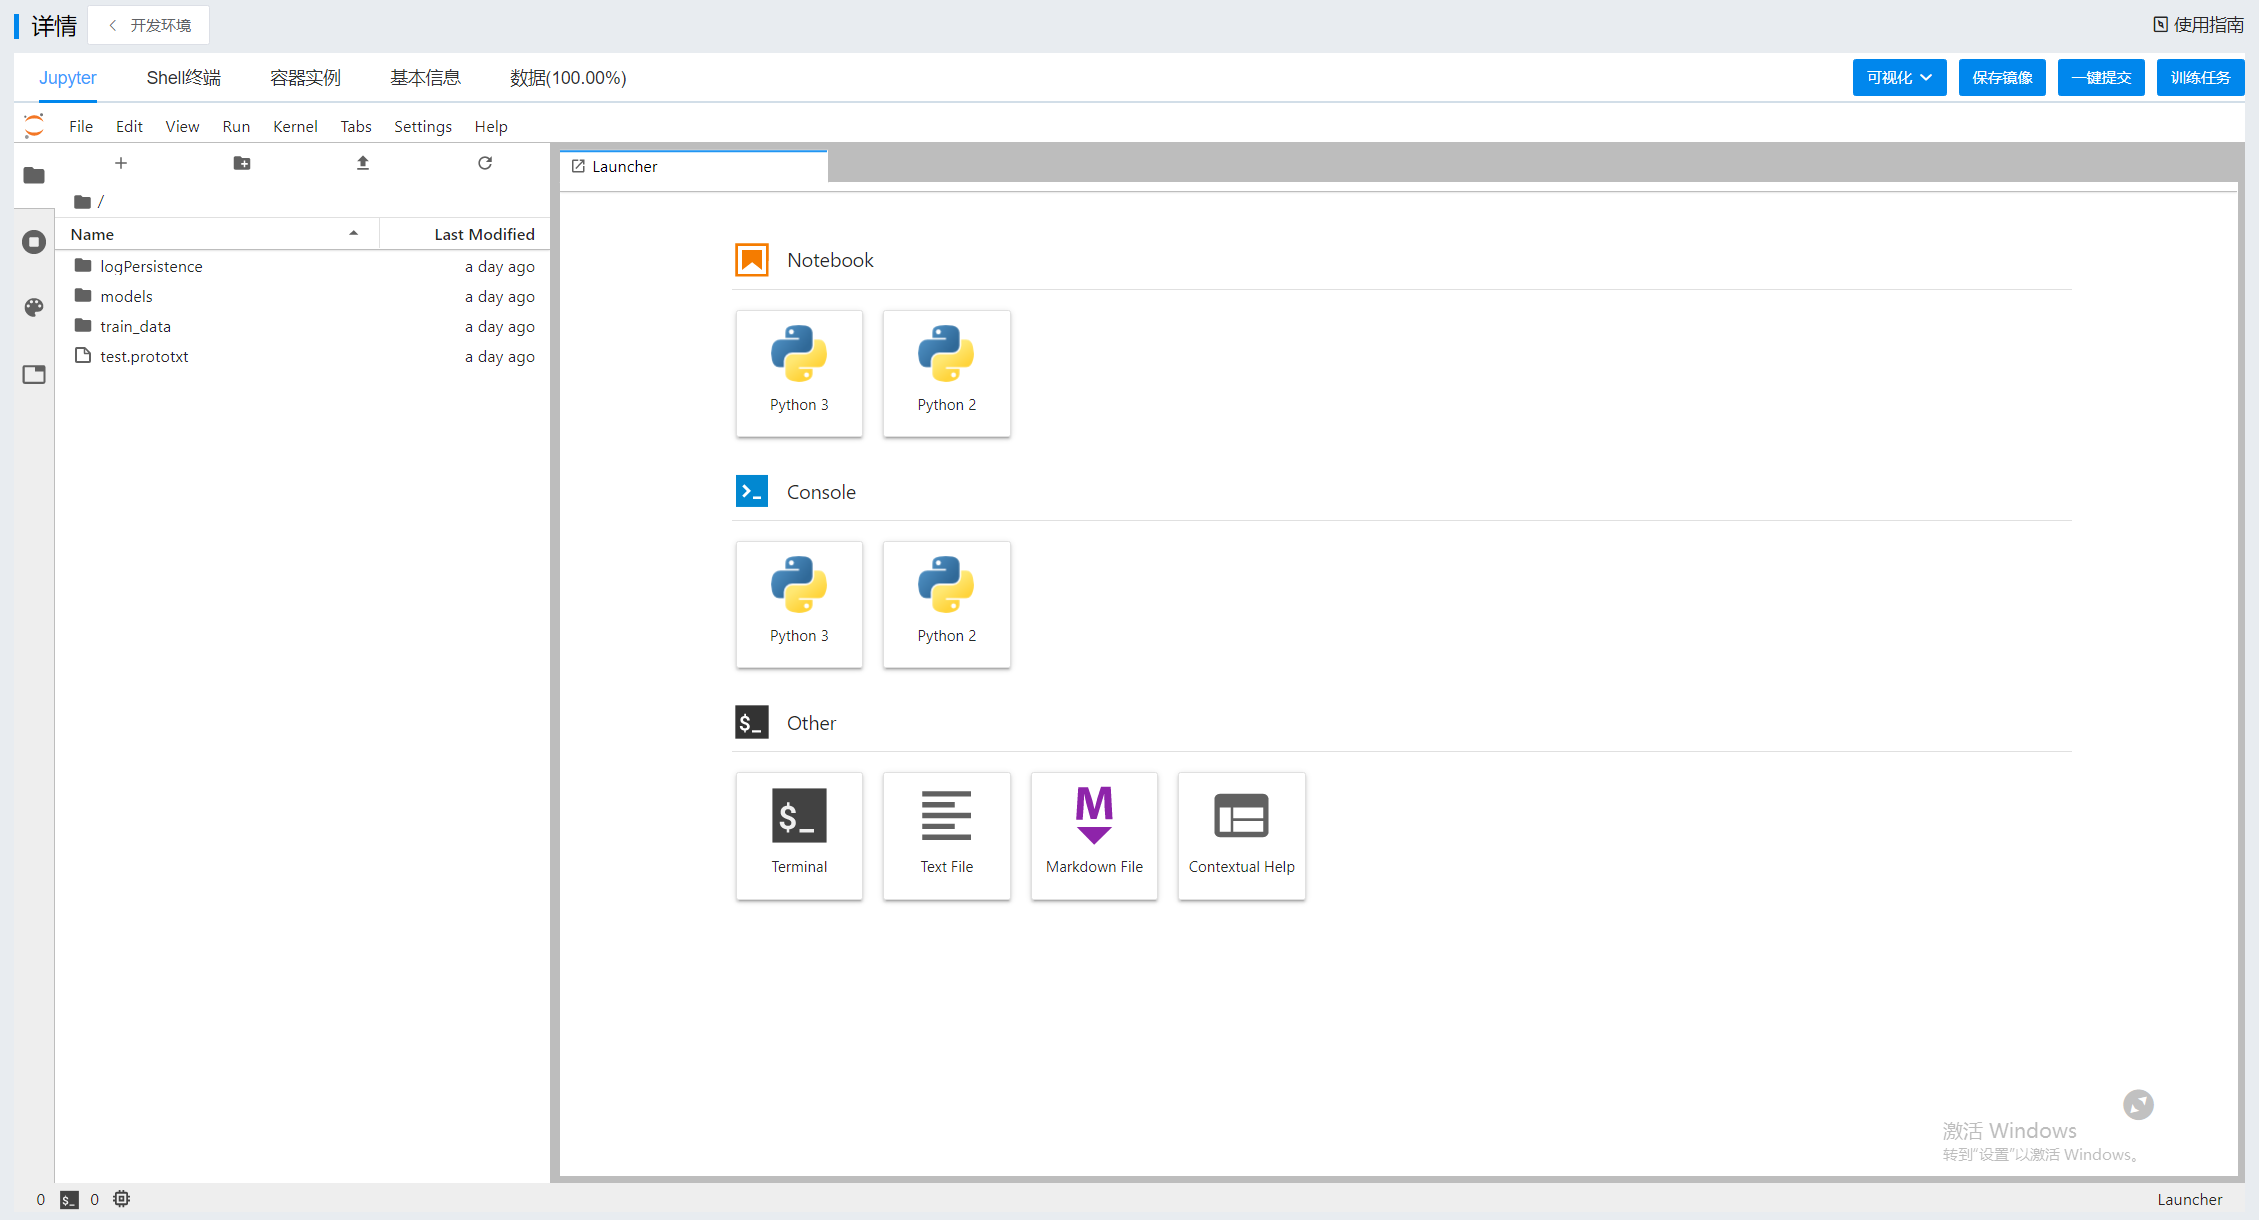 详情
开发环境
使用指南
Jupyter
Shell终端
容器实例
基本信息
数据(100.00%)
可视化
保存镜像
一键提交
训练任务
File Edit View Run Kernel Tabs Settings Help
/
Name
Last Modified
logPersistence
a day ago
models
a day ago
train_data
a day ago
test.prototxt
a day ago
Launcher
Notebook
Python 3
Python 2
Console
Python 3
Python 2
$_ Other
$_
M
Terminal
Text File
Markdown File
Contextual Help
激活 Windows
转到“设置”以激活 Windows。
0 $_ 0
Launcher